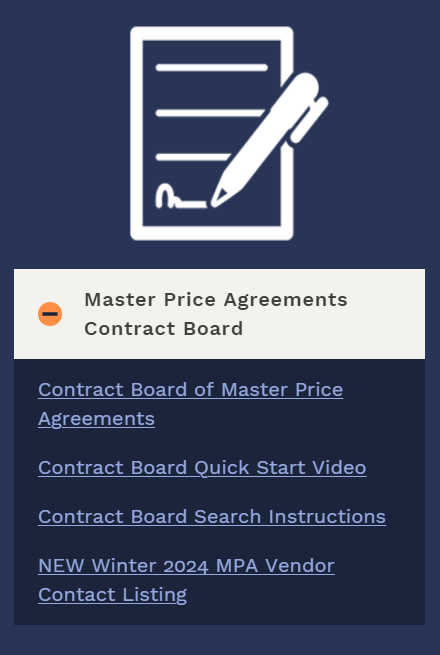 Master Price Agreements
Contract Board
Contract Board of Master Price
Agreements
Contract Board Quick Start Video
Contract Board Search Instructions
NEW Winter 2024 MPA Vendor
Contact Listing